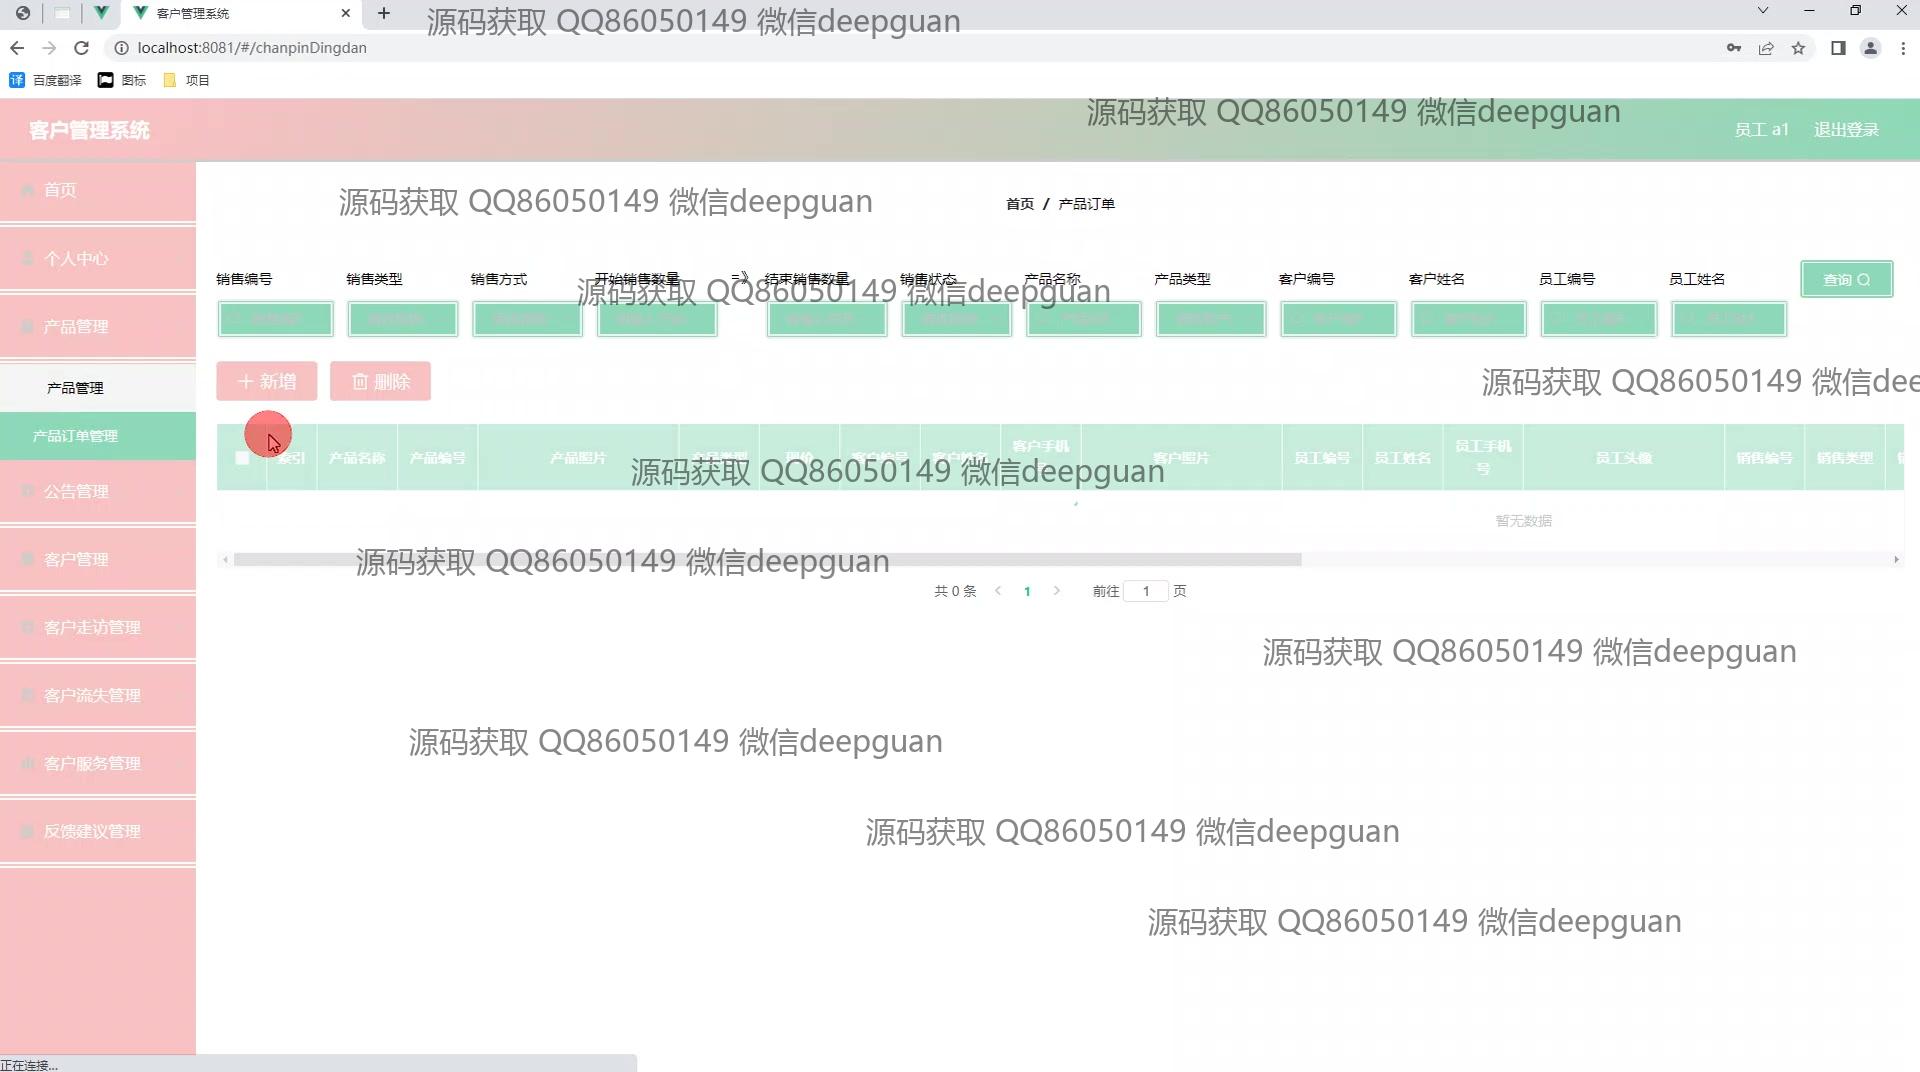 客户管理系统
源码获取 QQ86050149 微信deepguan
localhost:8081/#/chanpinDingdan
百度翻译 图标 项目
源码获取 QQ86050149 微信deepguan
客户管理系统
员工 a1 退出登录
首页
源码获取 QQ86050149 微信deepguan
首页 / 产品订单
个人中心
销售编号 销售类型 销售方式 开始销售数量 =》 结束销售数量 销售状态 产品名称 产品类型 客户编号 客户姓名 员工编号 员工姓名 查询
源码获取 QQ86050149 微信deepguan
产品管理
新增 删除
源码获取 QQ86050149 微信dee
产品管理
产品订单管理
索引 产品名称 产品编号 产品照片 产品类型 现价 客户编号 客户姓名 客户手机号 客户照片 员工编号 员工姓名 员工手机号 员工头像 销售编号 销售类型
源码获取 QQ86050149 微信deepguan
公告管理
暂无数据
客户管理
源码获取 QQ86050149 微信deepguan
共 0 条 1 前往 1 页
客户走访管理
源码获取 QQ86050149 微信deepguan
客户流失管理
源码获取 QQ86050149 微信deepguan
客户服务管理
反馈建议管理
源码获取 QQ86050149 微信deepguan
源码获取 QQ86050149 微信deepguan
正在连接...